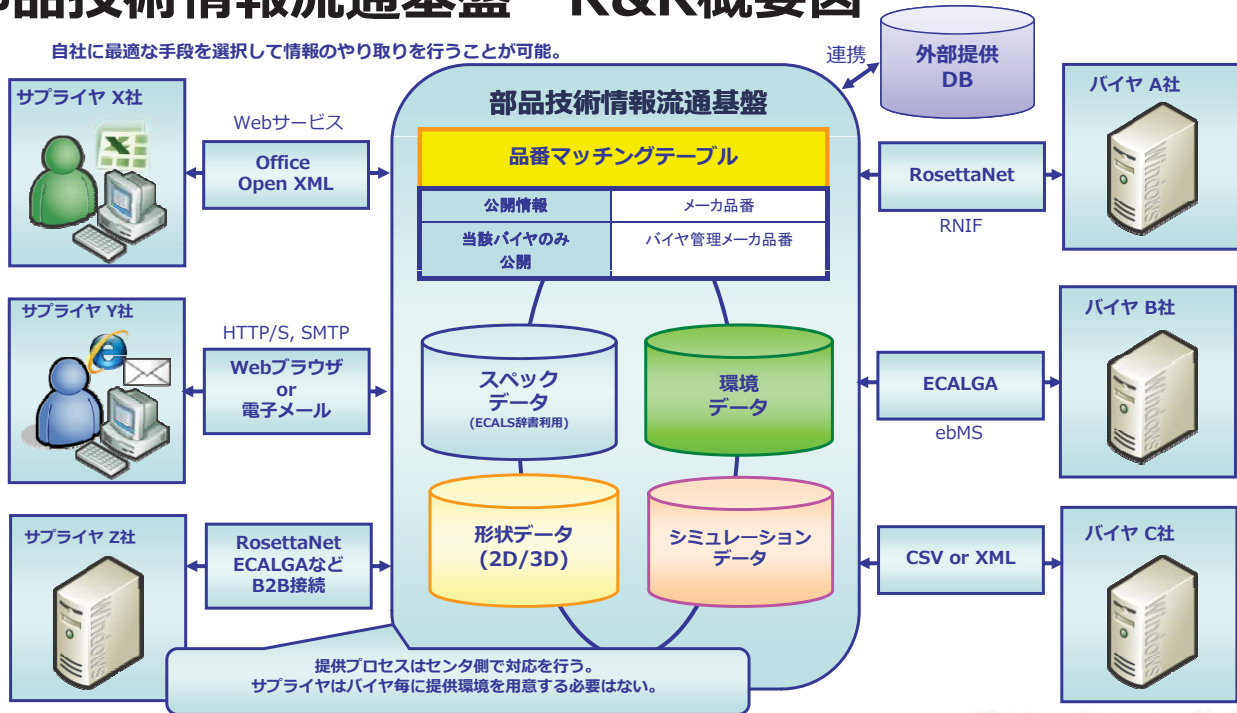 部品技術情報流通基盤 R&R概要図
自社に最適な手段を選択して情報のやり取りを行うことが可能。
連携
外部提供
DB
サプライヤ X社
Webサービス
Office
Open XML
サプライヤ Y社
HTTP/S, SMTP
Webブラウザ
or
電子メール
サプライヤ Z社
RosettaNet
ECALGAなど
B2B接続
部品技術情報流通基盤
品番マッチングテーブル
公開情報
メーカ品番
当該バイヤのみ
公開
バイヤ管理メーカ品番
スペック
データ
(ECALS辞書利用)
環境
データ
形状データ
(2D/3D)
シミュレーション
データ
提供プロセスはセンタ側で対応を行う。
サプライヤはバイヤ毎に提供環境を用意する必要はない。
RosettaNet
RNIF
バイヤ A社
Windows
ECALGA
ebMS
バイヤ B社
Windows
CSV or XML
バイヤ C社
Windows
Windows